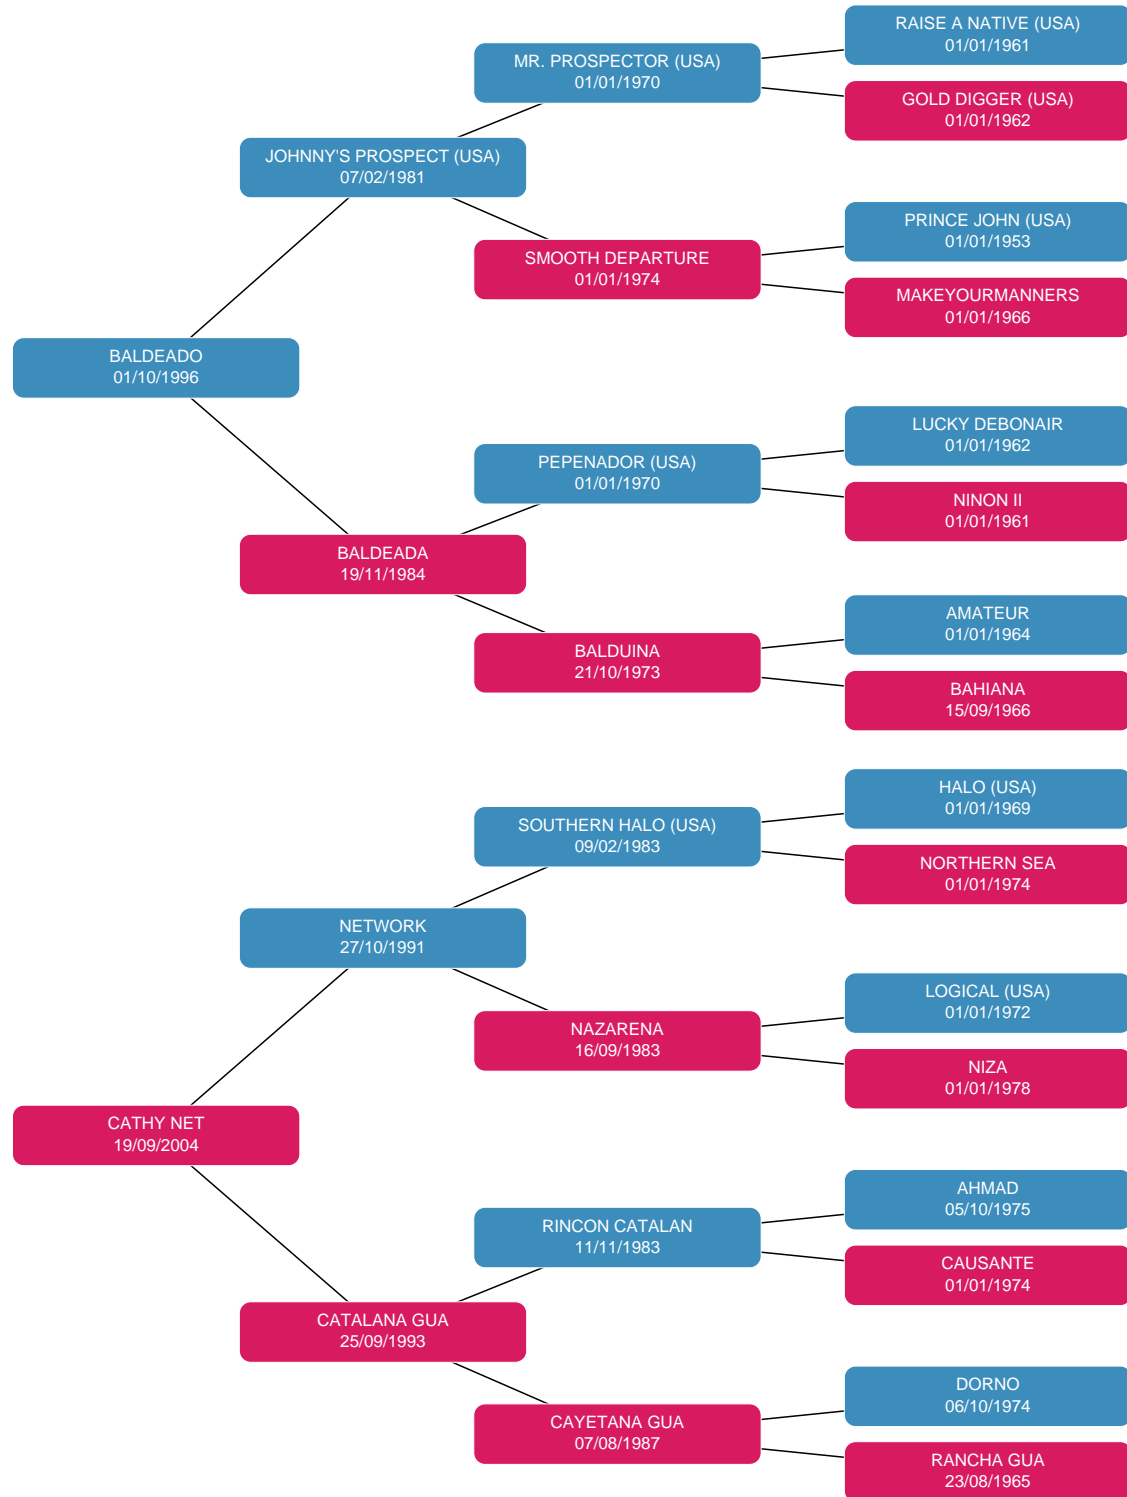 RAISE A NATIVE (USA)
01/01/1961
MR. PROSPECTOR (USA)
01/01/1970
GOLD DIGGER (USA)
01/01/1962
JOHNNY'S PROSPECT (USA)
07/02/1981
PRINCE JOHN (USA)
01/01/1953
SMOOTH DEPARTURE
01/01/1974
MAKEYOURMANNERS
01/01/1966
BALDEADO
01/10/1996
LUCKY DEBONAIR
01/01/1962
PEPENADOR (USA)
01/01/1970
NINON II
01/01/1961
BALDEADA
19/11/1984
AMATEUR
01/01/1964
BALDUINA
21/10/1973
BAHIANA
15/09/1966
HALO (USA)
01/01/1969
SOUTHERN HALO (USA)
09/02/1983
NORTHERN SEA
01/01/1974
NETWORK
27/10/1991
LOGICAL (USA)
01/01/1972
NAZARENA
16/09/1983
NIZA
01/01/1978
CATHY NET
19/09/2004
AHMAD
05/10/1975
RINCON CATALAN
11/11/1983
CAUSANTE
01/01/1974
CATALANA GUA
25/09/1993
DORNO
06/10/1974
CAYETANA GUA
07/08/1987
RANCHA GUA
23/08/1965